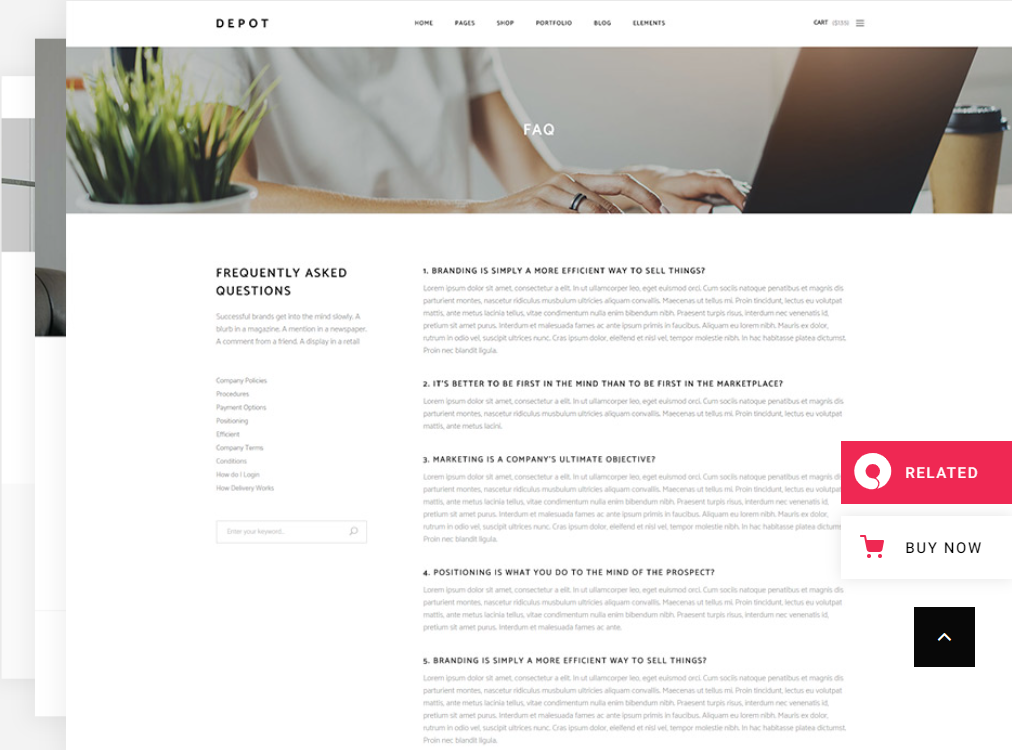 DEPOT
HOME PAGES SHOP PORTFOLIO BLOG ELEMENTS
CART ($135)
FAQ
FREQUENTLY ASKED
QUESTIONS
Successful brands get into the mind slowly. A
blurb in a magazine. A mention in a newspaper.
A comment from a friend. A display in a retail
Company Policies
Procedures
Payment Options
Positioning
Efficient
Company Terms
Conditions
How do I Login
How Delivery Works
Enter your keyword..
1. BRANDING IS SIMPLY A MORE EFFICIENT WAY TO SELL THINGS?
Lorem ipsum dolor sit amet, consectetur a elit. In ut ullamcorper leo, eget euismod orci. Cum sociis natoque penatibus et magnis dis
parturient montes, nascetur ridiculus musbulum ultricies aliquam convallis. Maecenas ut tellus mi. Proin tincidunt, lectus eu volutpat
mattis, ante metus lacinia tellus, vitae condimentum nulla enim bibendum nibh. Praesent turpis risus, interdum nec venenatis id,
pretium sit amet purus. Interdum et malesuada fames ac ante ipsum primis in faucibus. Aliquam eu lorem nibh. Mauris ex dolor,
rutrum in odio vel, suscipit ultrices nunc. Cras ipsum dolor, eleifend et nisl vel, tempor molestie nibh. In hac habitasse platea dictumst.
Proin nec blandit ligula.
2. IT'S BETTER TO BE FIRST IN THE MIND THAN TO BE FIRST IN THE MARKETPLACE?
Lorem ipsum dolor sit amet, consectetur a elit. In ut ullamcorper leo, eget euismod orci. Cum sociis natoque penatibus et magnis dis
parturient montes, nascetur ridiculus musbulum ultricies aliquam convallis. Maecenas ut tellus mi. Proin tincidunt, lectus eu volutpat
mattis, ante metus lacini.
3. MARKETING IS A COMPANY'S ULTIMATE OBJECTIVE?
Lorem ipsum dolor sit amet, consectetur a elit. In ut ullamcorper leo, eget euismod orci. Cum sociis natoque penatibus et magnis dis
parturient montes, nascetur ridiculus musbulum ultricies aliquam convallis. Maecenas ut tellus mi. Proin tincidunt, lectus eu volutpat
mattis, ante metus lacinia tellus, vitae condimentum nulla enim bibendum nibh. Praesent turpis risus, interdum nec venenatis id,
pretium sit amet purus. Interdum et malesuada fames ac ante ipsum primis in faucibus. Aliquam eu lorem nibh. Mauris ex dolor,
rutrum in odio vel, suscipit ultrices nunc. Cras ipsum dolor, eleifend et nisl vel, tempor molestie nibh. In hac habitasse platea
Proin nec blandit ligula.
RELATED
BUY NOW
4. POSITIONING IS WHAT YOU DO TO THE MIND OF THE PROSPECT?
Lorem ipsum dolor sit amet, consectetur a elit. In ut ullamcorper leo, eget euismod orci. Cum sociis natoque penatibus et magnis dis
parturient montes, nascetur ridiculus musbulum ultricies aliquam convallis. Maecenas ut tellus mi. Proin tincidunt, lectus eu volutpat
mattis, ante metus lacinia tellus, vitae condimentum nulla enim bibendum nibh. Praesent turpis risus, interdum nec venenatis id,
pretium sit amet purus. Interdum et malesuada fames ac ante.
5. BRANDING IS SIMPLY A MORE EFFICIENT WAY TO SELL THINGS?
Lorem ipsum dolor sit amet, consectetur a elit. In ut ullamcorper leo, eget euismod orci. Cum sociis natoque penatibus et magnis dis
parturient montes, nascetur ridiculus musbulum ultricies aliquam convallis. Maecenas ut tellus mi. Proin tincidunt, lectus eu volutpat
mattis, ante metus lacinia tellus, vitae condimentum nulla enim bibendum nibh. Praesent turpis risus, interdum nec venenatis id,
pretium sit amet purus. Interdum et malesuada fames ac ante ipsum primis in faucibus. Aliquam eu lorem nibh. Mauris ex dolor,
rutrum in odio vel, suscipit ultrices nunc. Cras ipsum dolor, eleifend et nisl vel, tempor molestie nibh. In hac habitasse platea dictumst.
Proin nec blandit ligula.